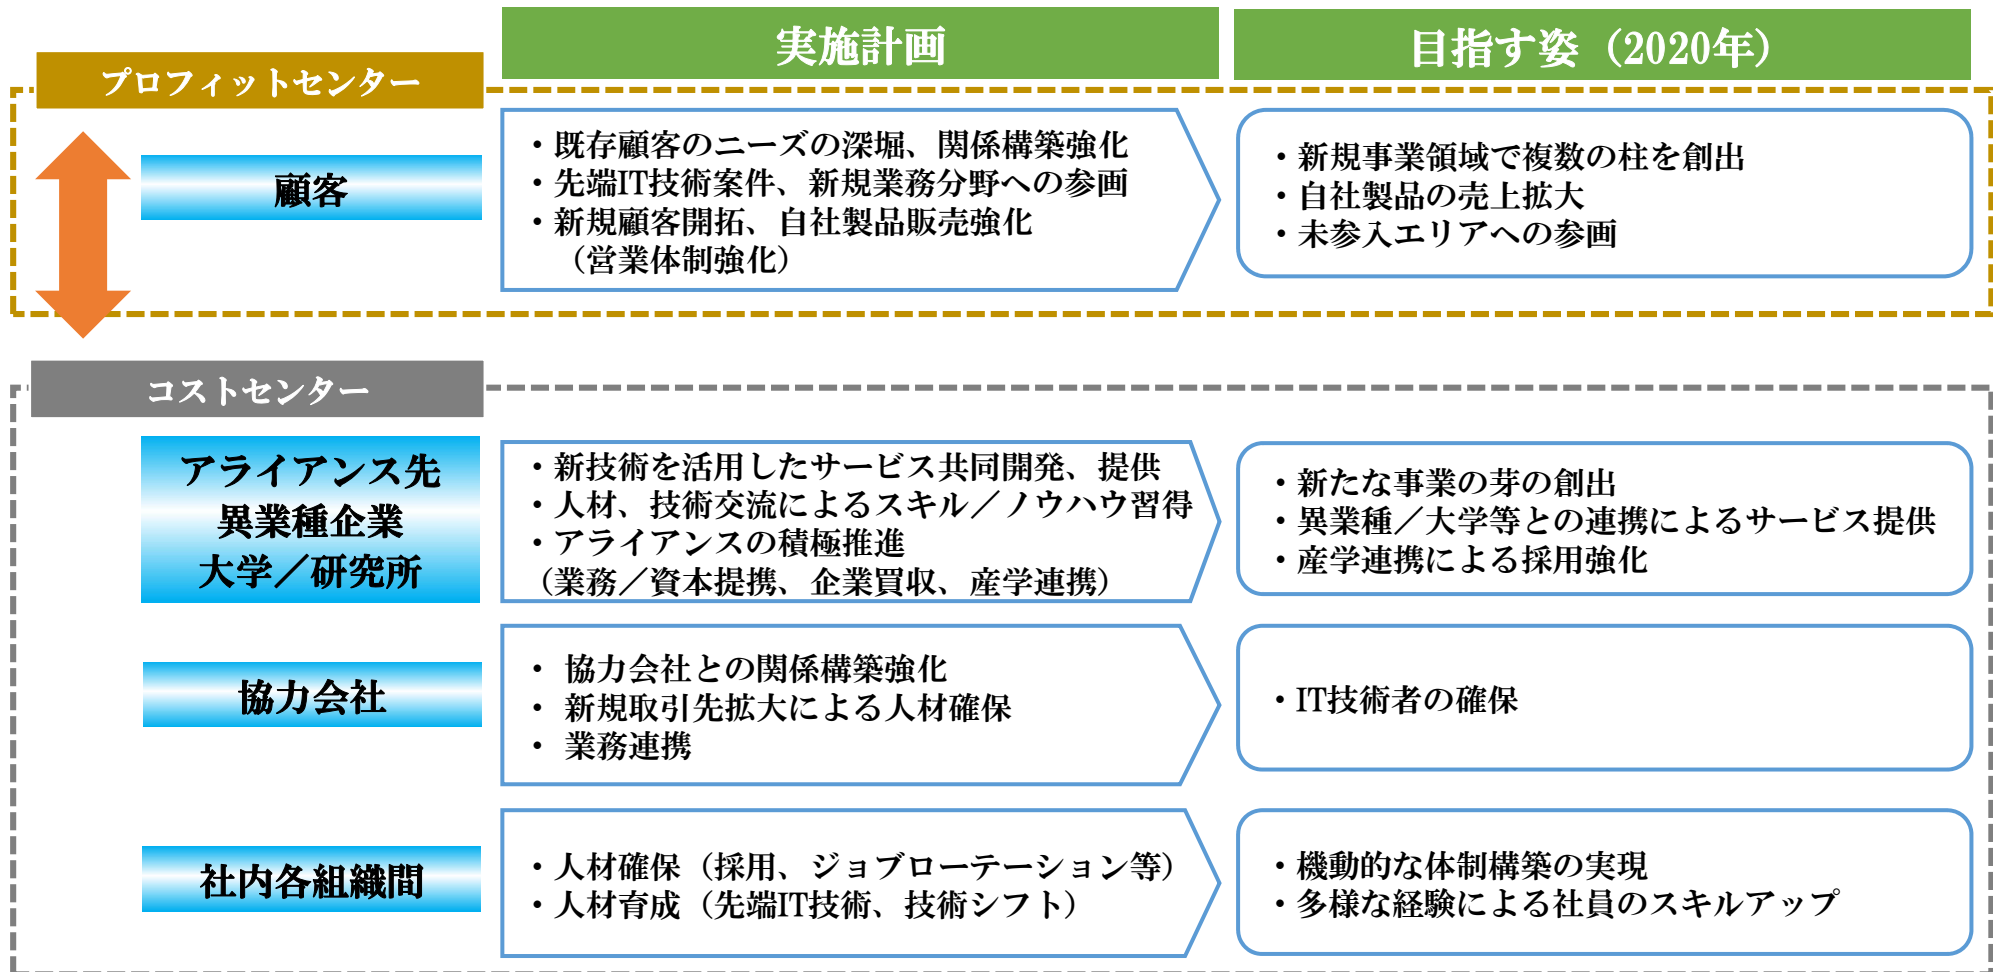 実施計画
目指す姿（2020年）
プロフィットセンター
顧客
・既存顧客のニーズの深堀、関係構築強化
・先端IT技術案件、新規業務分野への参画
・新規顧客開拓、自社製品販売強化
（営業体制強化）
・新規事業領域で複数の柱を創出
・自社製品の売上拡大
・未参入エリアへの参画
コストセンター
アライアンス先
異業種企業
大学／研究所
・新技術を活用したサービス共同開発、提供
・人材、技術交流によるスキル／ノウハウ習得
・アライアンスの積極推進
（業務／資本提携、企業買収、産学連携）
・新たな事業の芽の創出
・異業種／大学等との連携によるサービス提供
・産学連携による採用強化
協力会社
・ 協力会社との関係構築強化
・ 新規取引先拡大による人材確保
・ 業務連携
・IT技術者の確保
社内各組織間
・人材確保（採用、ジョブローテーション等）
・人材育成（先端IT技術、技術シフト）
・機動的な体制構築の実現
・多様な経験による社員のスキルアップ